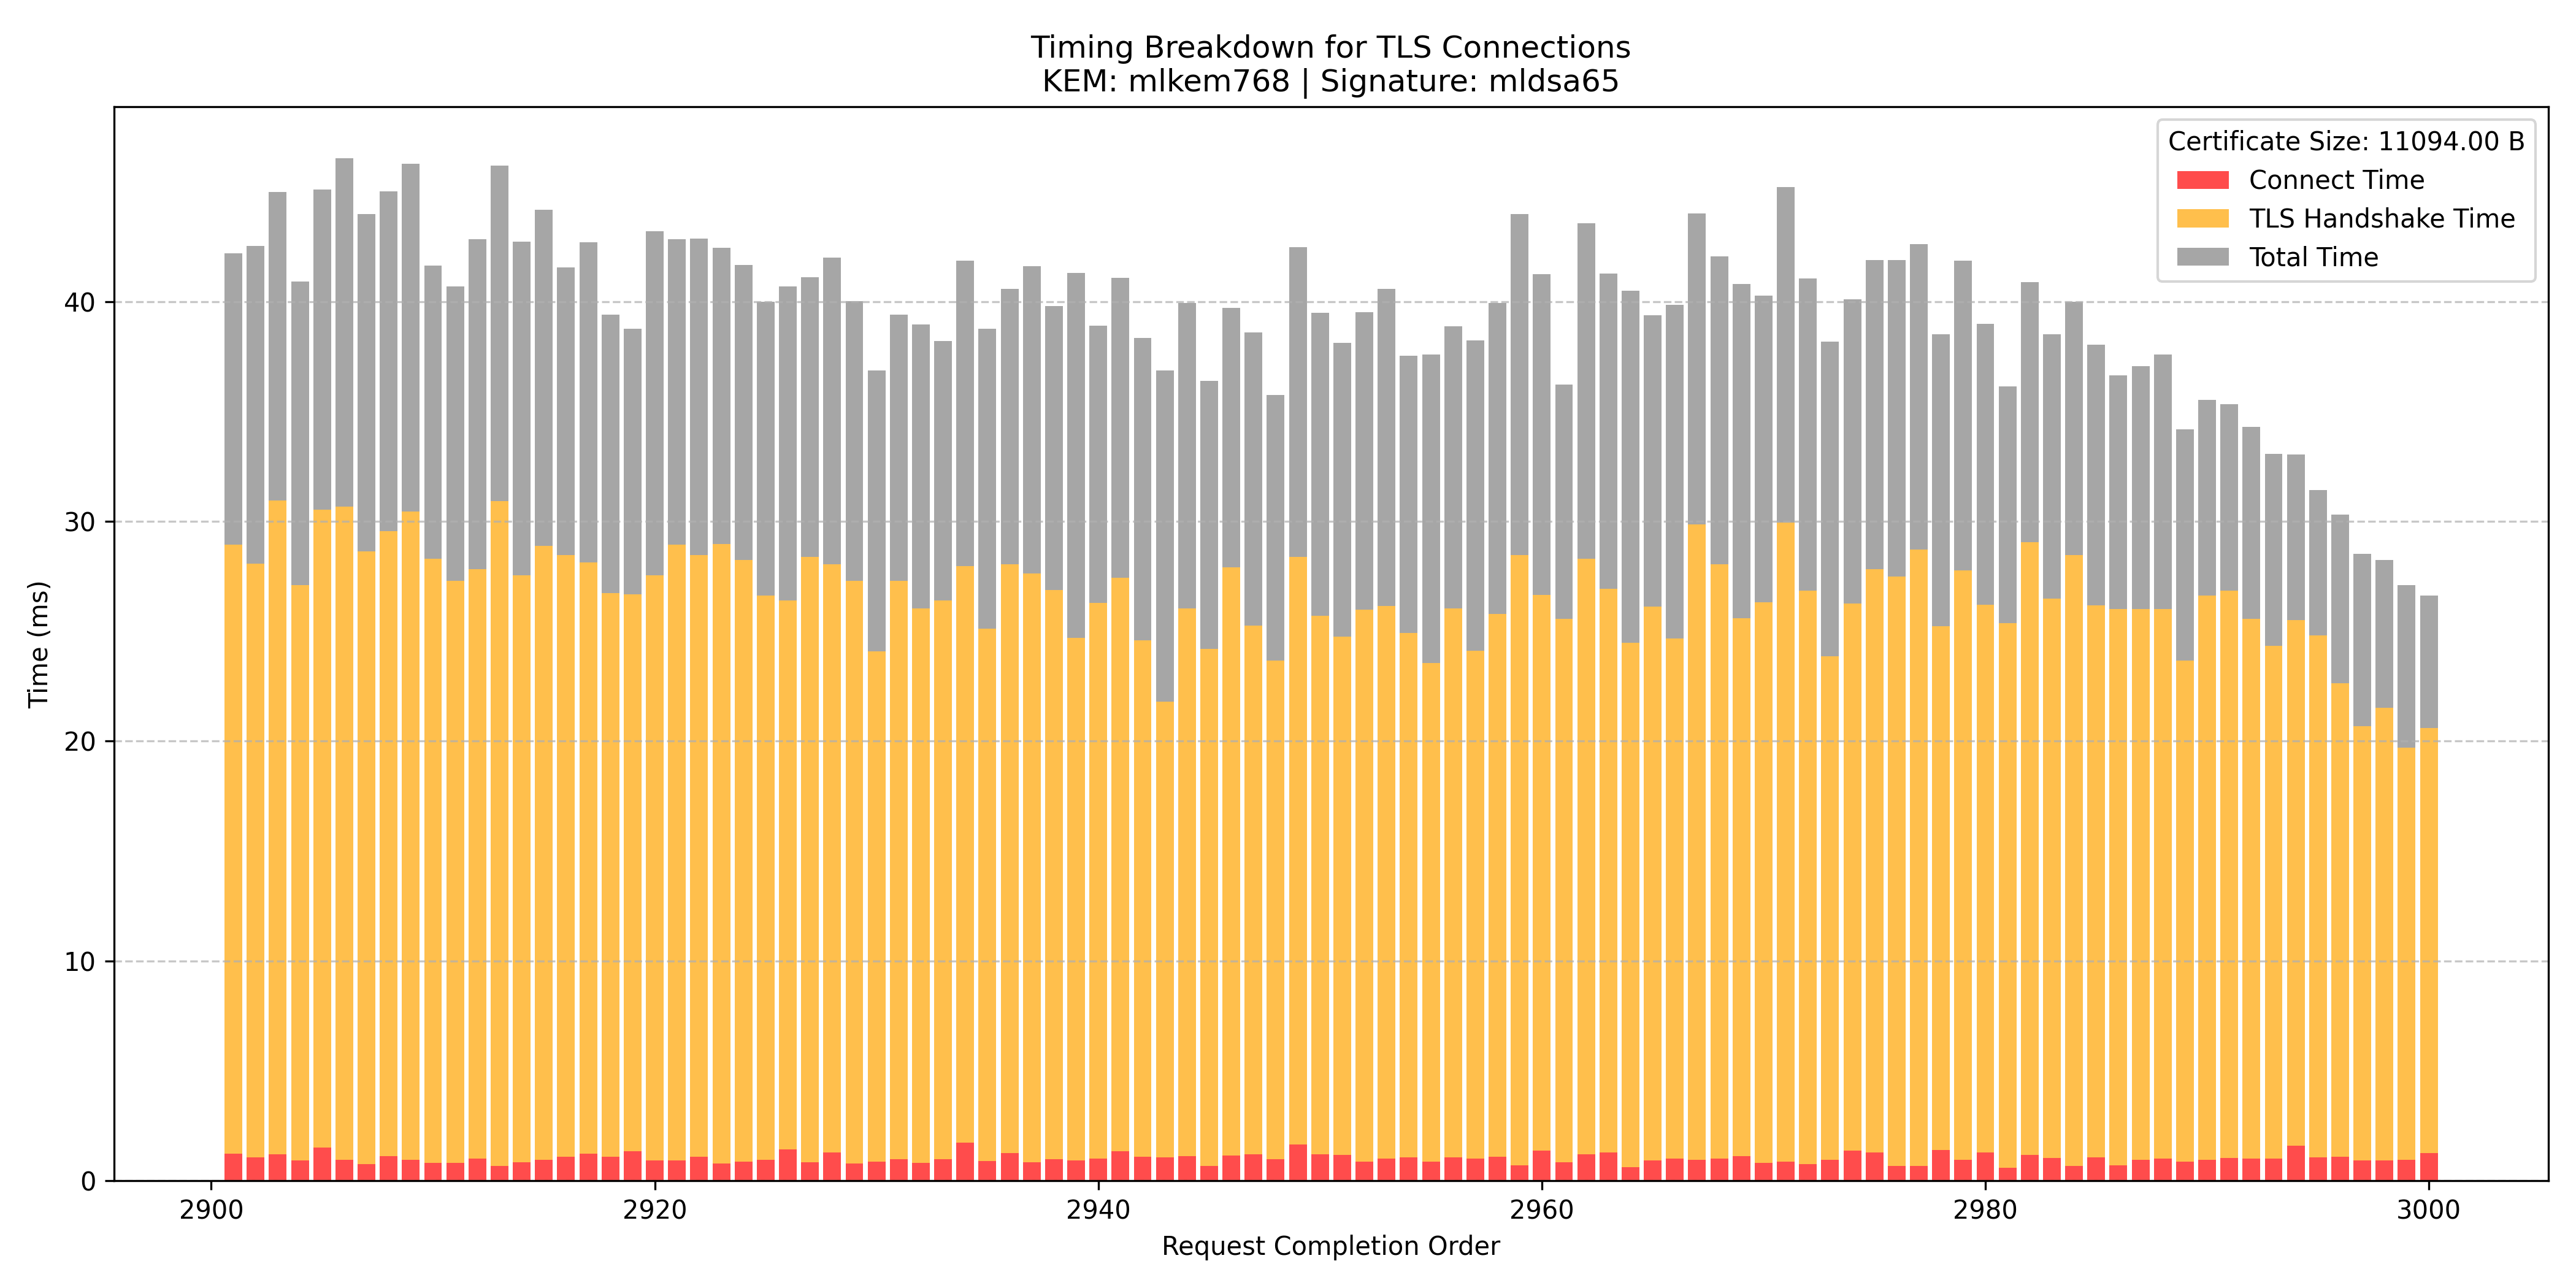 Timing Breakdown for TLS Connections
KEM: mlkem768 | Signature: mldsa65
Certificate Size: 11094.00 B
Connect Time
TLS Handshake Time
Total Time
Time (ms)
40
30
20
10
0
2900 2920 2940 2960 2980 3000
Request Completion Order